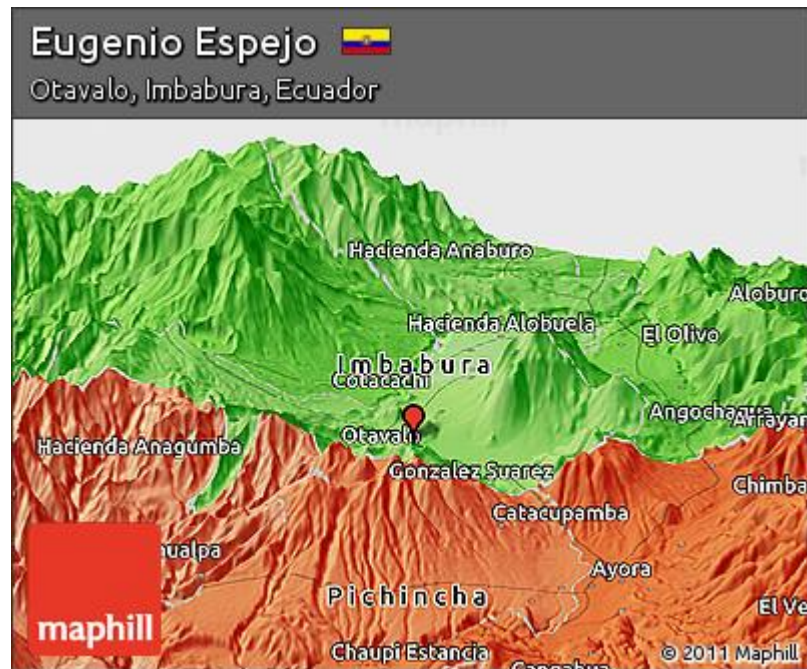 Eugenio Espejo
Otavalo, Imbabura, Ecuador
Hacienda Anaburo
Aloburo
Hacienda Alobuela
El Olivo
Imbabura
Cotacachi
Angochagua
Otavalo
Hacienda Anagumba
Gonzalez Suarez
Chimba
Catacupamba
Ayora
Pichincha
El Ve
maphill
Chaupi Estancia
© 2011 Maphill